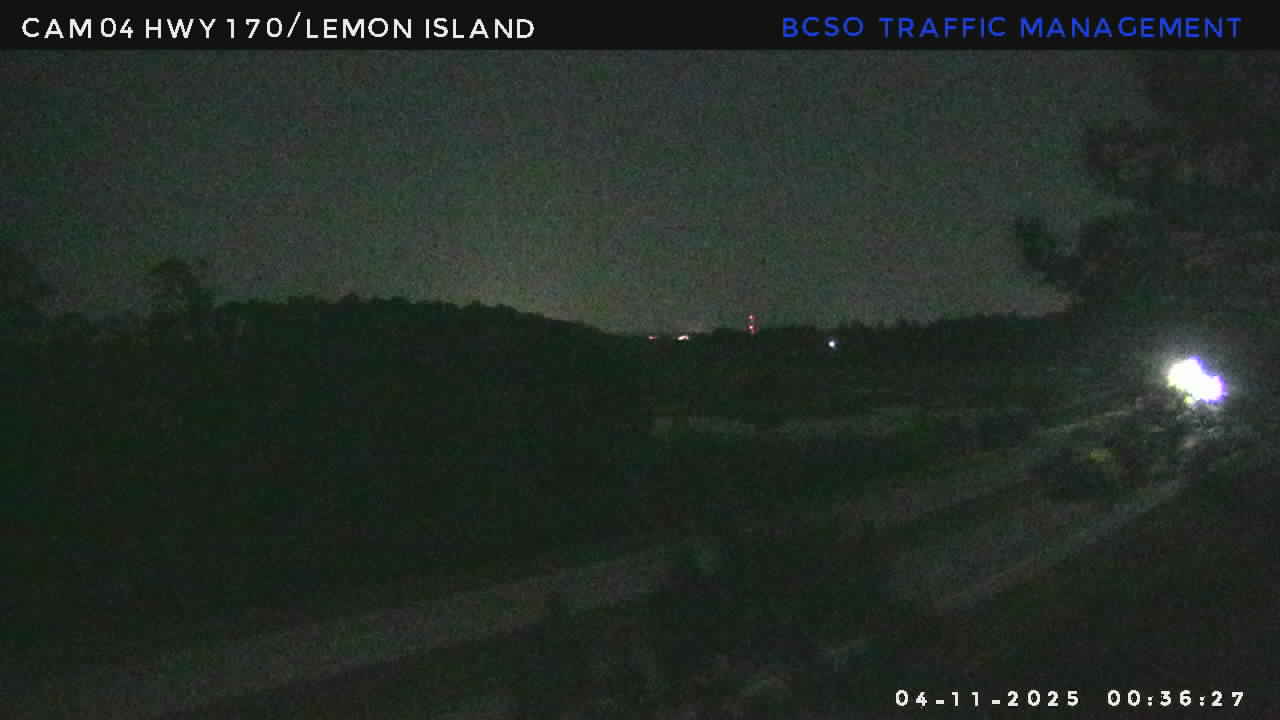 CAM04 HWY 170/LEMON ISLAND
BCSO TRAFFIC MANAGEMENT
04-11-2025 00:36:27